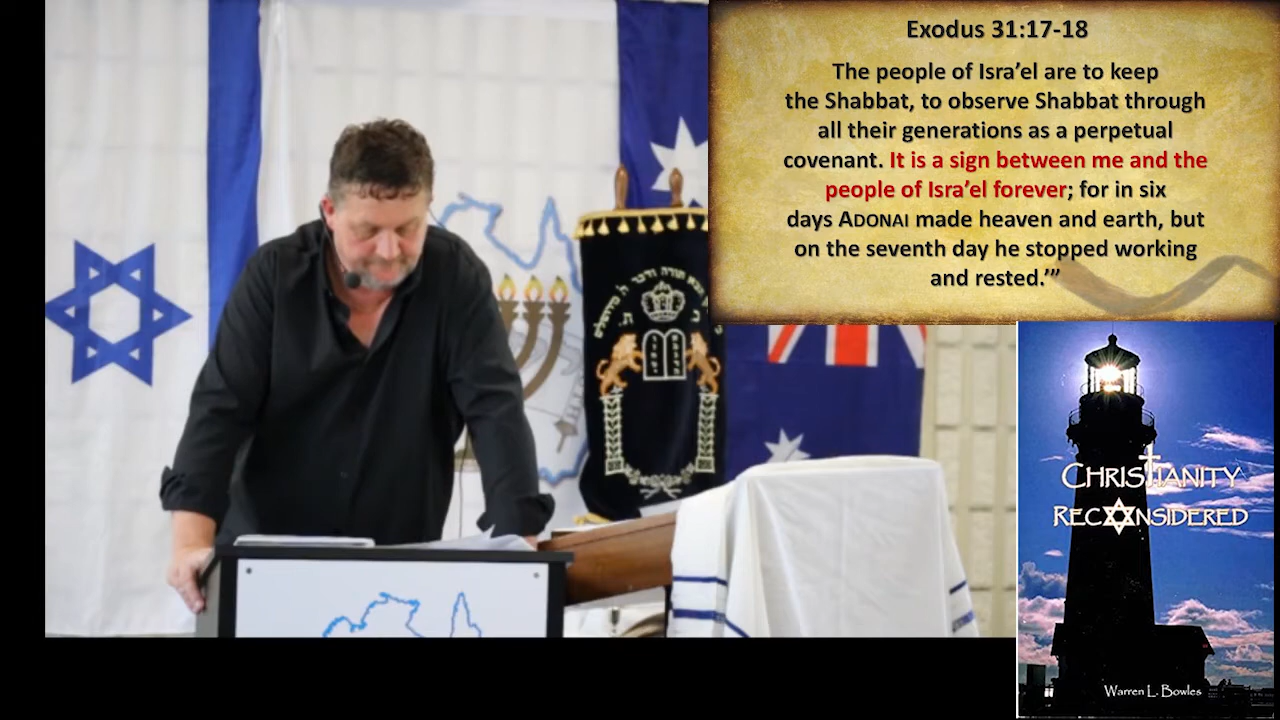 Exodus 31:17-18
The people of Isra’el are to keep
the Shabbat, to observe Shabbat through
all their generations as a perpetual
covenant. It is a sign between me and the
people of Isra’el forever; for in six
days ADONAI made heaven and earth, but
on the seventh day he stopped working
and rested.’”
CHRISTIANITY
RECONSIDERED
Warren L. Bowles